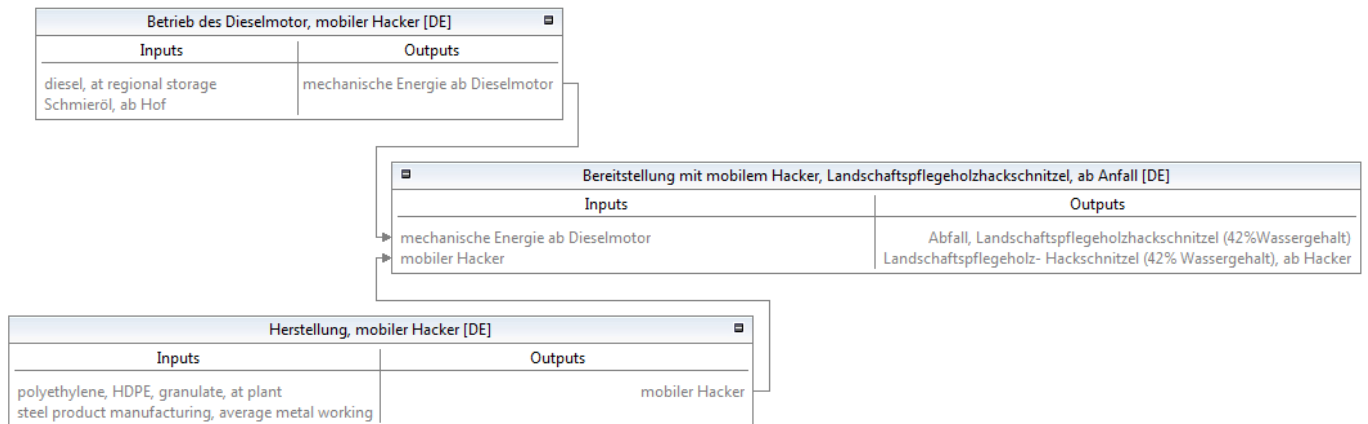 Betrieb des Dieselmotor, mobiler Hacker [DE]
Inputs Outputs
diesel, at regional storage mechanische Energie ab Dieselmotor
Schmieröl, ab Hof
Bereitstellung mit mobilem Hacker, Landschaftspflegeholzhackschnitzel, ab Anfall [DE]
Inputs Outputs
mechanische Energie ab Dieselmotor Abfall, Landschaftspflegeholzhackschnitzel (42%Wassergehalt)
mobiler Hacker Landschaftspflegeholz- Hackschnitzel (42% Wassergehalt), ab Hacker
Herstellung, mobiler Hacker [DE]
Inputs Outputs
polyethylene, HDPE, granulate, at plant mobiler Hacker
steel product manufacturing, average metal working